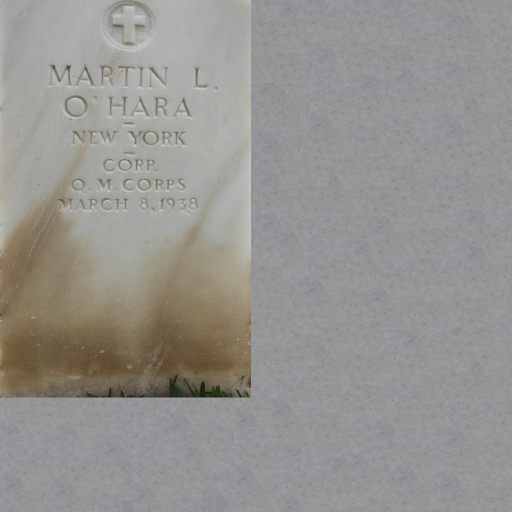 MARTIN L.
O'HARA
NEW YORK
CORP.
Q.M. CORPS
MARCH 8, 1938